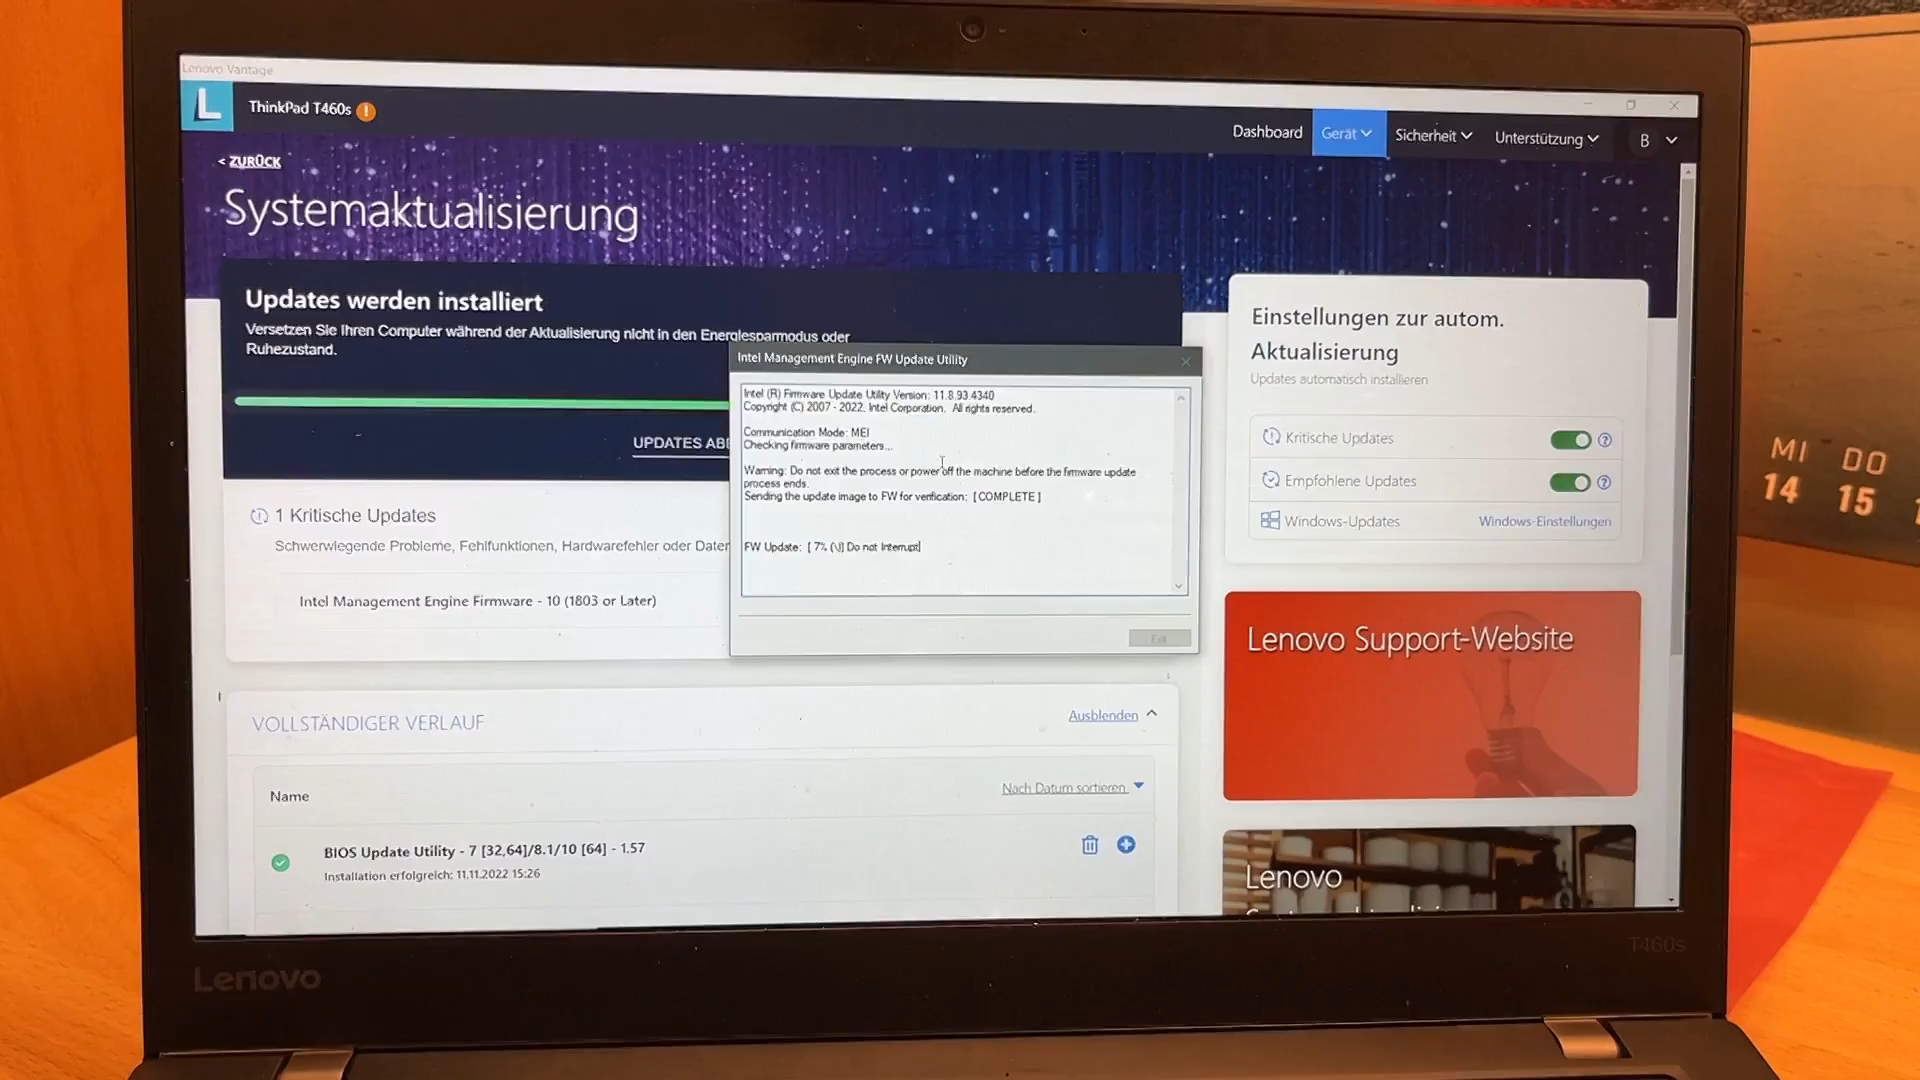 Lenovo Vantage
L ThinkPad T460s !
Dashboard Gerät Sicherheit Unterstützung B
< ZURÜCK
Systemaktualisierung
Updates werden installiert
Versetzen Sie Ihren Computer während der Aktualisierung nicht in den Energiesparmodus oder
Ruhezustand.
UPDATES AB
Intel Management Engine FW Update Utility
Intel (R) Firmware Update Utility Version: 11.8.93.4340
Copyright (C) 2007 - 2022, Intel Corporation. All rights reserved.
Communication Mode: MEI
Checking firmware parameters...
Warning: Do not exit the process or power off the machine before the firmware update
process ends.
Sending the update image to FW for verification: [ COMPLETE ]
FW Update: [ 7% (\)] Do not Interrupt
Exit
1 Kritische Updates
Schwerwiegende Probleme, Fehlfunktionen, Hardwarefehler oder Daten
Intel Management Engine Firmware - 10 (1803 or Later)
VOLLSTÄNDIGER VERLAUF
Ausblenden
Name
Nach Datum sortieren
BIOS Update Utility - 7 [32,64]/8.1/10 [64] - 1.57
Installation erfolgreich: 11.11.2022 15:26
Einstellungen zur autom.
Aktualisierung
Updates automatisch installieren
Kritische Updates ?
Empfohlene Updates ?
Windows-Updates Windows-Einstellungen
Lenovo Support-Website
Lenovo
MI DO
14 15
Lenovo
T460s